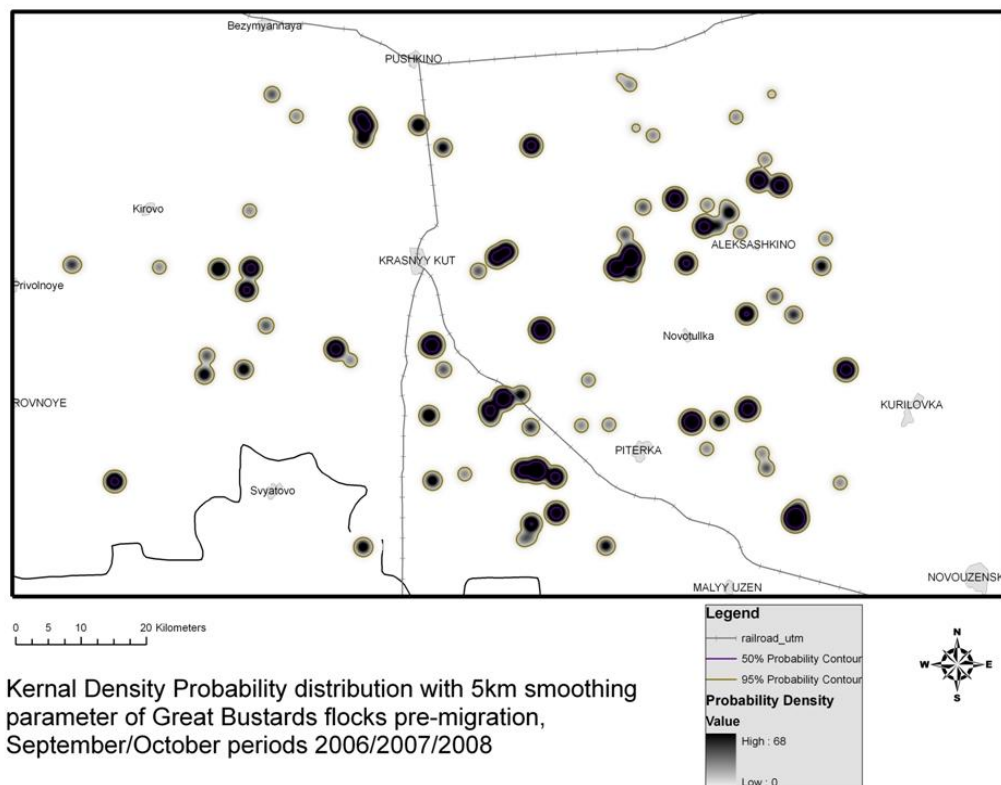 Bezymyannaya
PUSHKINO
Kirovo
KRASNYY KUT
ALEKSASHKINO
Privolnoye
Novotullka
ROVNOYE
KURILOVKA
PITERKA
Svyatovo
MALYY UZEN
NOVOUZENSK
0 5 10 20 Kilometers
Legend
railroad_utm
50% Probability Contour
95% Probability Contour
Probability Density
Value
High : 68
Low : 0
N
W E
S
Kernal Density Probability distribution with 5km smoothing
parameter of Great Bustards flocks pre-migration,
September/October periods 2006/2007/2008